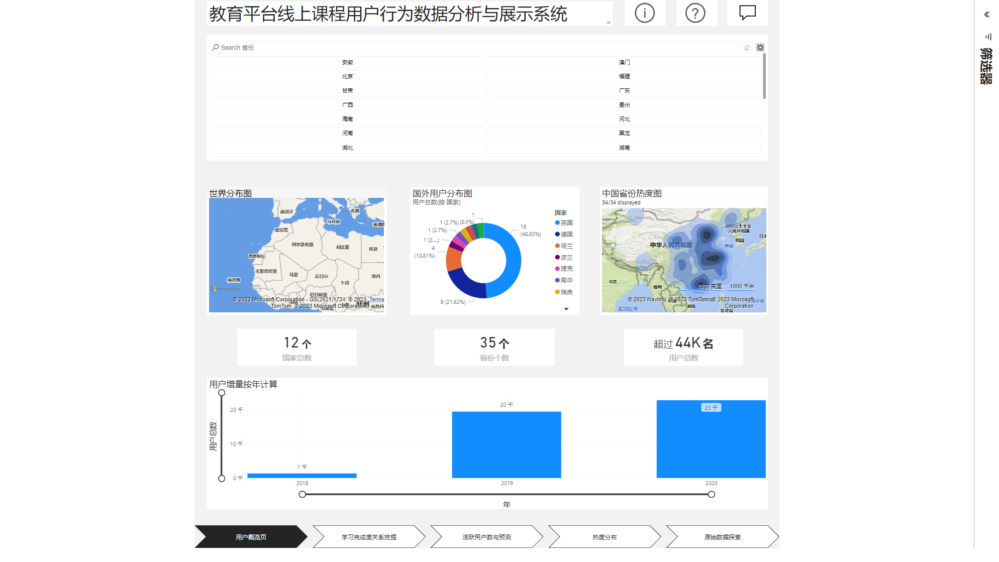 教育平台线上课程用户行为数据分析与展示系统
筛选器
Search 省份
安徽
澳门
北京
福建
甘肃
广东
广西
贵州
海南
河北
河南
黑龙
湖北
湖南
世界分布图
西班牙
希腊
马耳他
塞浦路
摩洛哥
阿尔及利亚
利比亚
埃及
西撒哈拉
毛里塔尼亚
马里
尼日尔
乍得
苏丹
佛得角
尼日利亚
南苏丹
Microsoft Bing
© 2023 Microsoft Corporation - GS(2021)1731, © 2023 Terms
TomTom, © 2023 Microsoft Corporation
国外用户分布图
用户总数(按 国家)
1
1 (2.7%)
(2.7%)
1 (2.7%)
1 (2....)
4
(10.81%)
18
(48.65%)
8 (21.62%)
国家
英国
德国
荷兰
波兰
捷克
南非
瑞典
中国省份热度图
34/34 displayed
朝鲜民主主义
人民共和国
韩国
日本
黄海
中华人民共和国
印度
缅甸
越南
孟加拉湾
菲律宾
1000 英里
1000 千米
© 2023 NavInfo, © 2023 TomTom, © 2023 Microsoft
Corporation
12 个
国家总数
35 个
省份个数
超过 44K 名
用户总数
用户增量按年计算
用户总数
20 千
10 千
0 千
1 千
20 千
23 千
2018
2019
2020
年
用户概览页
学习完成度关系挖掘
活跃用户数与预测
热度分布
原始数据探索